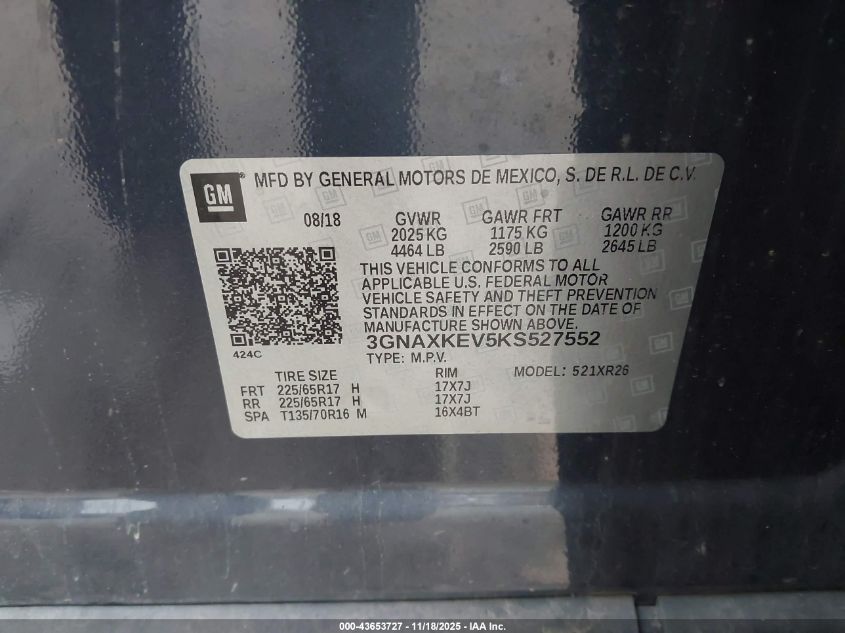 GM
MFD BY GENERAL MOTORS DE MEXICO, S. DE R.L. DE C.V.
08/18 GVWR GAWR FRT GAWR RR
2025 KG 1175 KG 1200 KG
4464 LB 2590 LB 2645 LB
THIS VEHICLE CONFORMS TO ALL
APPLICABLE U.S. FEDERAL MOTOR
VEHICLE SAFETY AND THEFT PREVENTION
STANDARDS IN EFFECT ON THE DATE OF
MANUFACTURE SHOWN ABOVE.
3GNAXKEV5KS527552
424C
TYPE: M.P.V.
TIRE SIZE RIM MODEL: 521XR26
FRT 225/65R17 H 17X7J
RR 225/65R17 H 17X7J
SPA T135/70R16 M 16X4BT
000-43653727 - 11/18/2025 - IAA Inc.